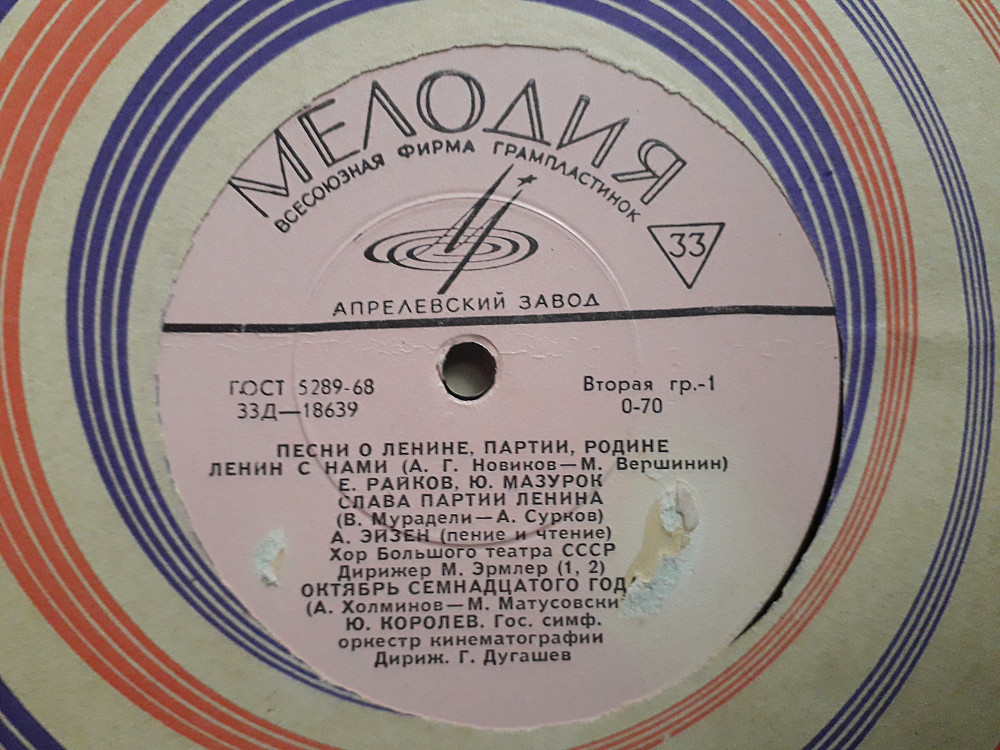 МЕЛОДИЯ
ВСЕСОЮЗНАЯ ФИРМА ГРАМПЛАСТИНОК
33
АПРЕЛЕВСКИЙ ЗАВОД
ГОСТ 5289-68
33Д—18639
Вторая гр.-1
0-70
ПЕСНИ О ЛЕНИНЕ, ПАРТИИ, РОДИНЕ
ЛЕНИН С НАМИ (А. Г. Новиков—М. Вершинин)
Е. РАЙКОВ, Ю. МАЗУРОК
СЛАВА ПАРТИИ ЛЕНИНА
(В. Мурадели—А. Сурков)
А. ЭЙЗЕН (пение и чтение)
Хор Большого театра СССР
Дирижер М. Эрмлер (1, 2)
ОКТЯБРЬ СЕМНАДЦАТОГО ГОДА
(А. Холминов—М. Матусовски
Ю. КОРОЛЕВ. Гос. симф.
оркестр кинематографии
Дириж. Г. Дугашев